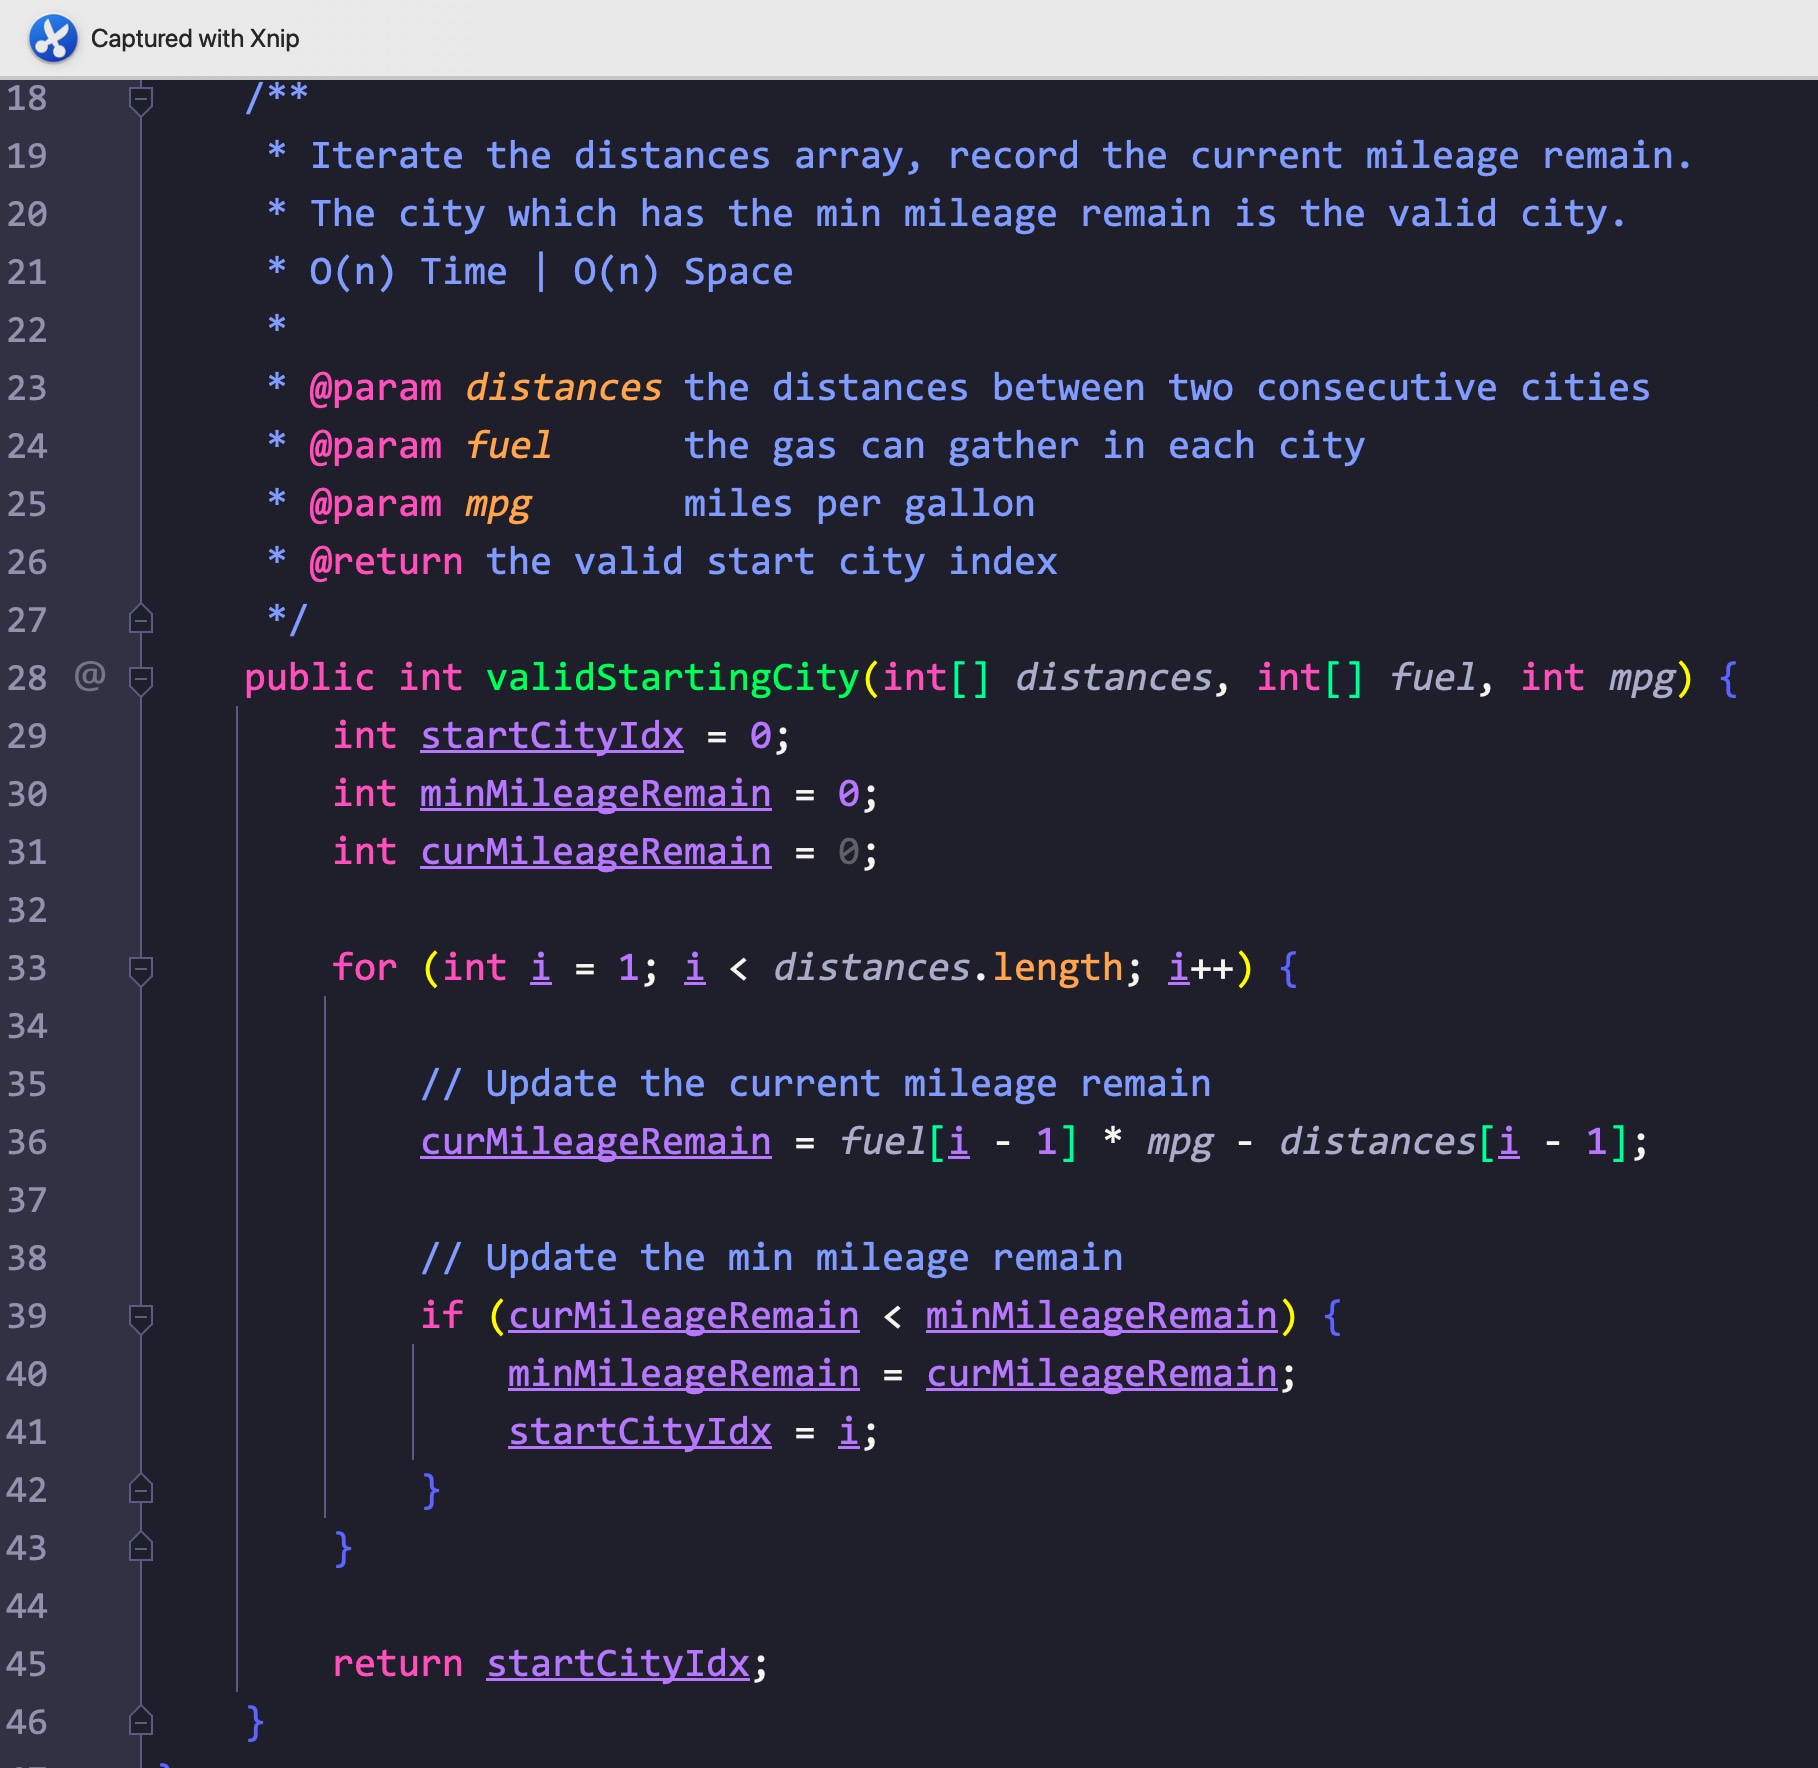 Captured with Xnip
18 /**
19 * Iterate the distances array, record the current mileage remain.
20 * The city which has the min mileage remain is the valid city.
21 * O(n) Time | O(n) Space
22 *
23 * @param distances the distances between two consecutive cities
24 * @param fuel      the gas can gather in each city
25 * @param mpg       miles per gallon
26 * @return the valid start city index
27 */
28 @ public int validStartingCity(int[] distances, int[] fuel, int mpg) {
29 int startCityIdx = 0;
30 int minMileageRemain = 0;
31 int curMileageRemain = 0;
32
33 for (int i = 1; i < distances.length; i++) {
34
35 // Update the current mileage remain
36 curMileageRemain = fuel[i - 1] * mpg - distances[i - 1];
37
38 // Update the min mileage remain
39 if (curMileageRemain < minMileageRemain) {
40 minMileageRemain = curMileageRemain;
41 startCityIdx = i;
42 }
43 }
44
45 return startCityIdx;
46 }